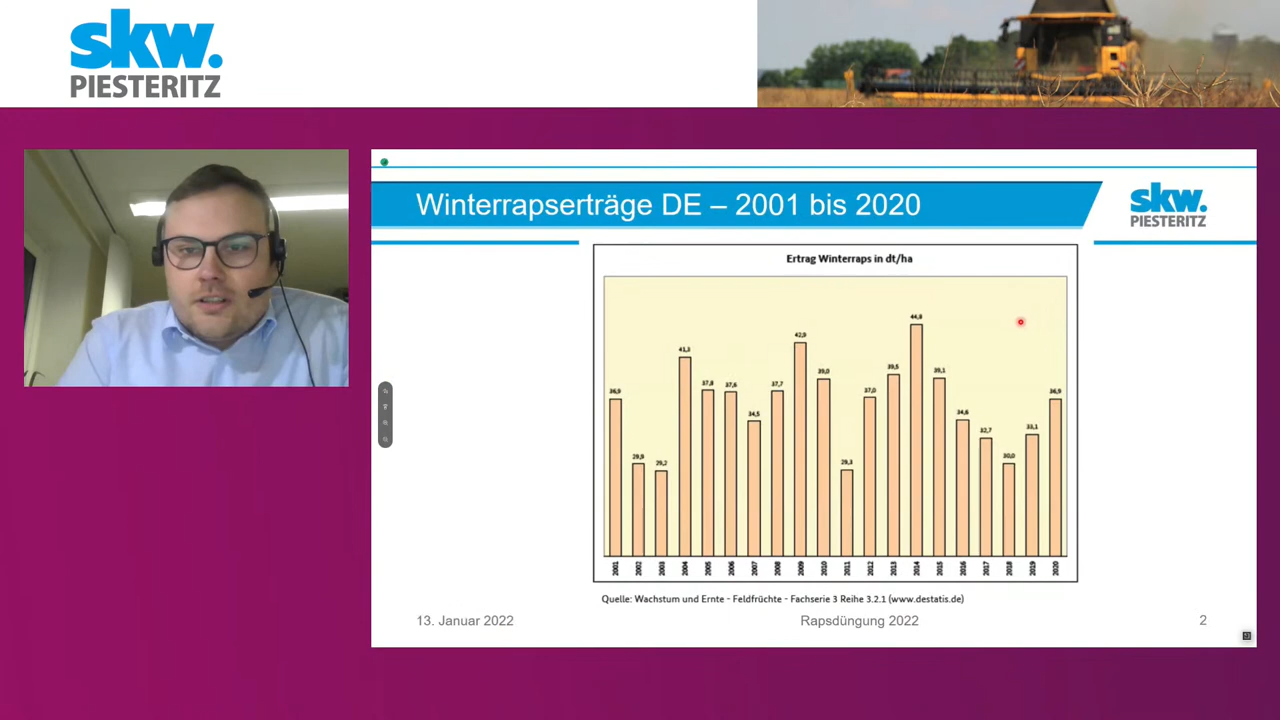 skw.
PIESTERITZ
Winterrapserträge DE – 2001 bis 2020
skw.
PIESTERITZ
Ertrag Winterraps in dt/ha
36,9
29,9
29,2
41,3
37,8
37,6
34,5
37,7
42,9
39,0
29,3
37,0
39,5
44,8
39,1
34,6
32,7
30,0
33,1
36,9
2001 2002 2003 2004 2005 2006 2007 2008 2009 2010 2011 2012 2013 2014 2015 2016 2017 2018 2019 2020
Quelle: Wachstum und Ernte - Feldfrüchte - Fachserie 3 Reihe 3.2.1 (www.destatis.de)
13. Januar 2022
Rapsdüngung 2022
2